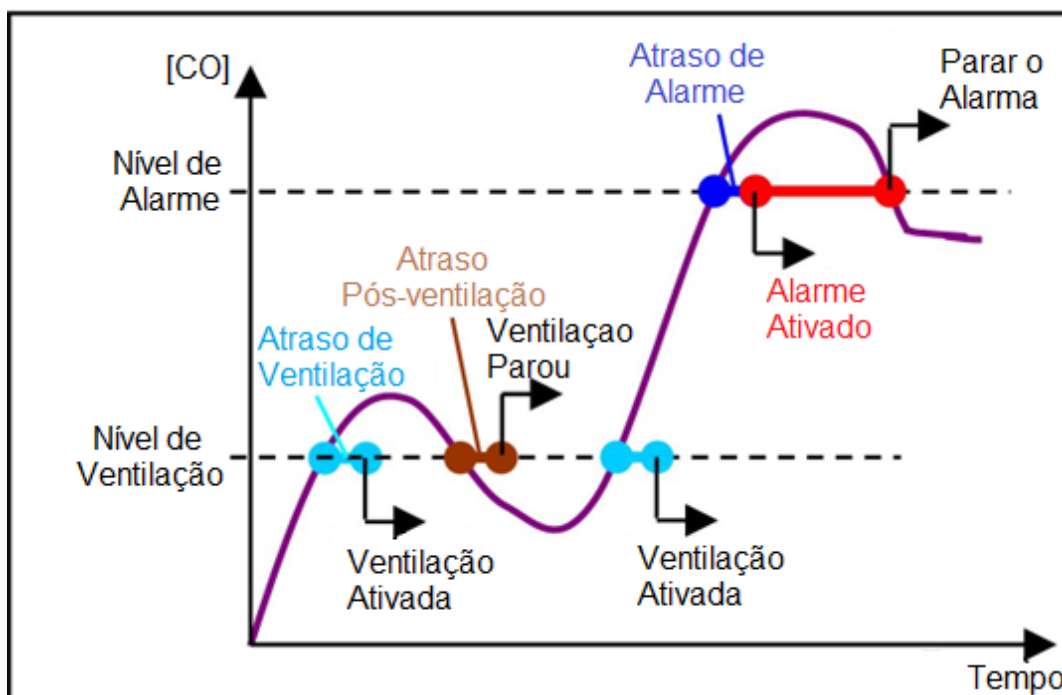 [CO]
Atraso de
Alarme
Parar o
Alarma
Nível de
Alarme
Atraso
Pós-ventilação
Alarme
Ativado
Ventilaçao
Parou
Atraso de
Ventilação
Nível de
Ventilação
Ventilação
Ativada
Ventilação
Ativada
Tempo